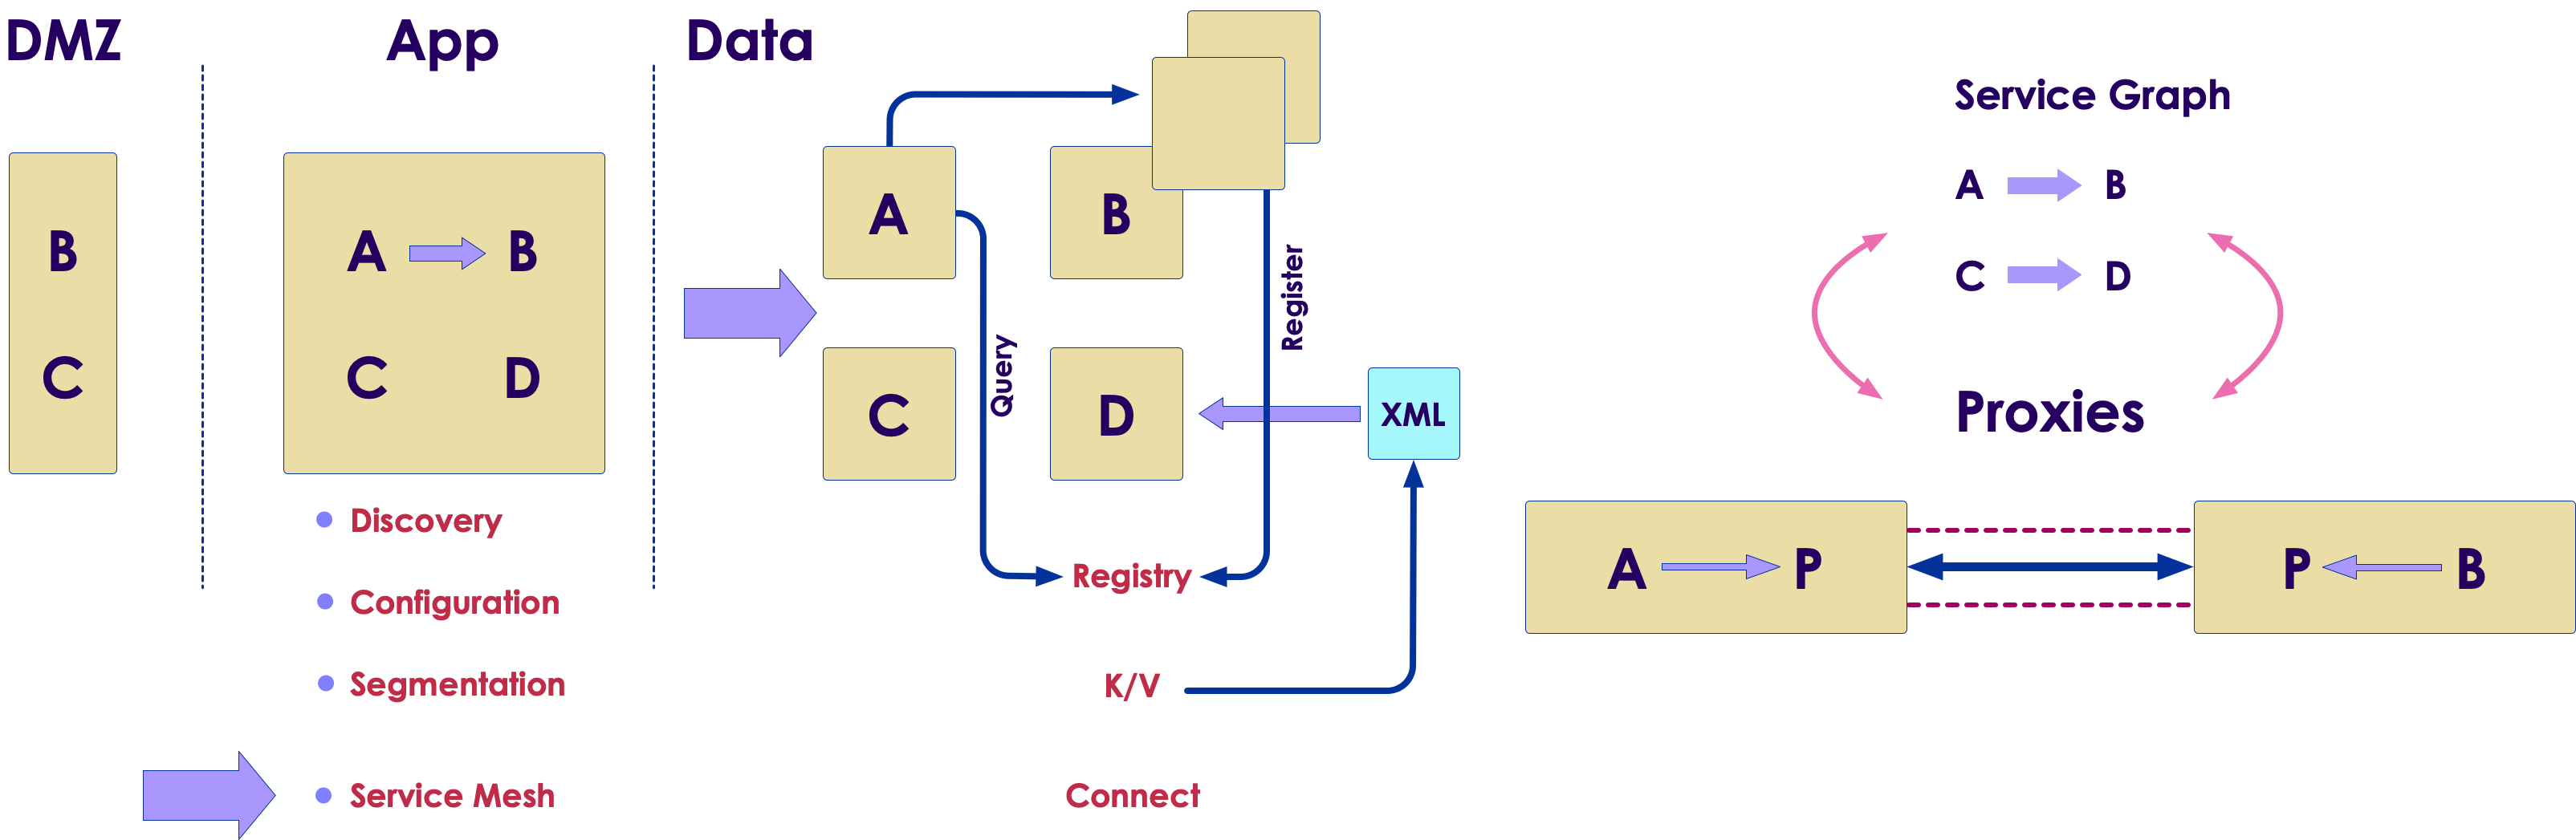 DMZ
App
Data
B
C
A B
C D
Discovery
Configuration
Segmentation
Service Mesh
A
B
C
D
Query
Register
XML
Registry
K/V
Connect
Service Graph
A B
C D
Proxies
A P
P B